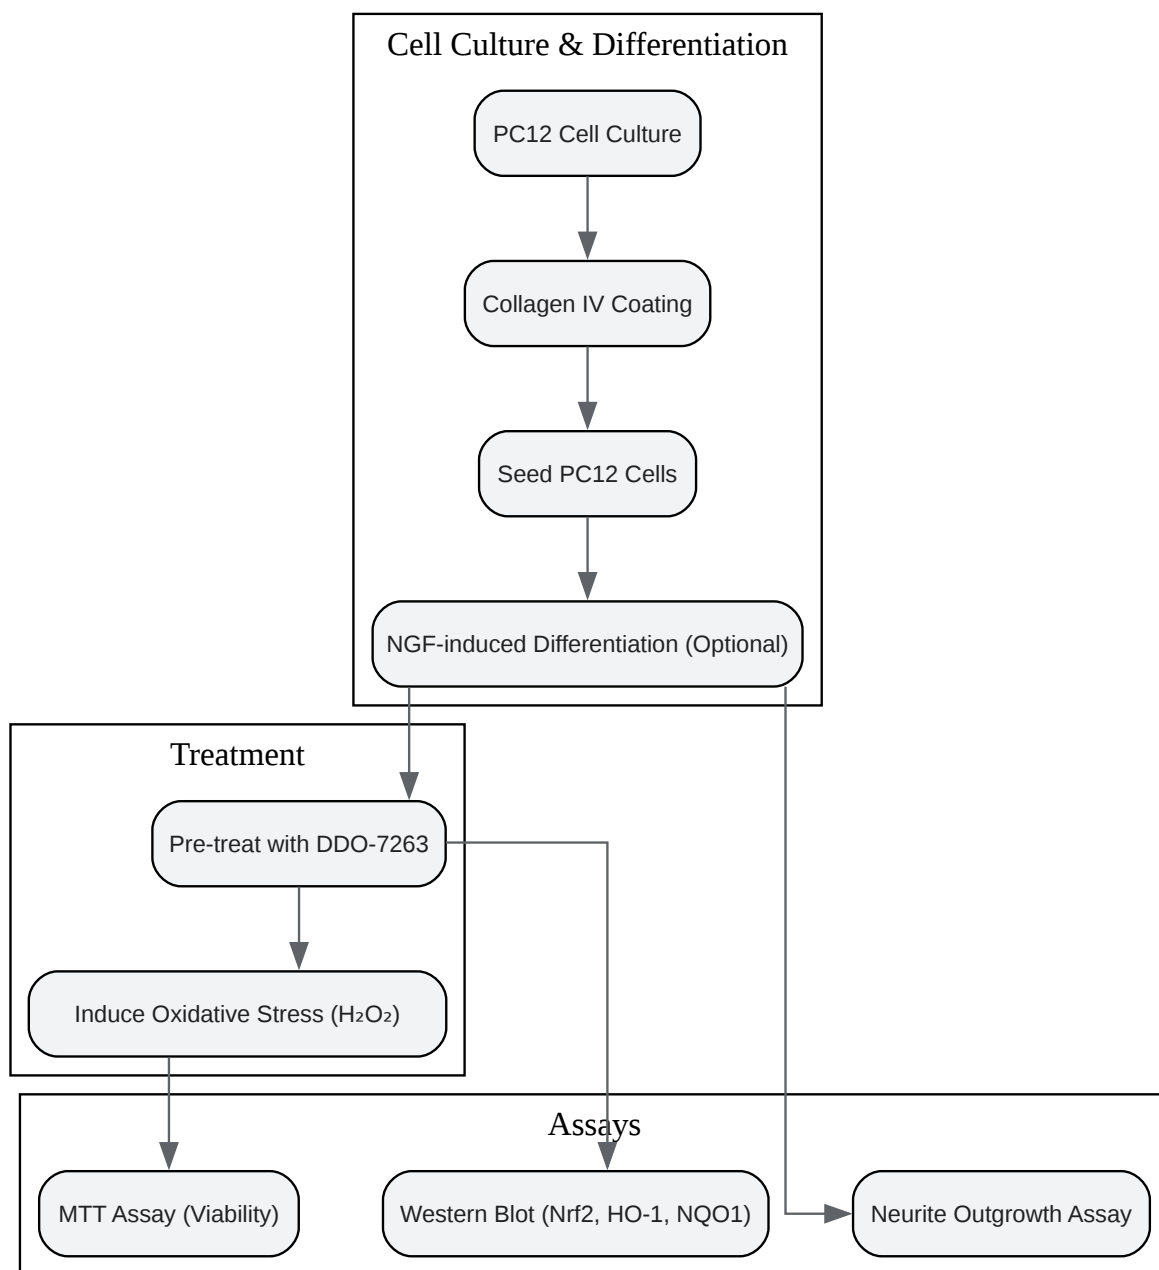 Cell Culture & Differentiation
PC12 Cell Culture
Collagen IV Coating
Seed PC12 Cells
NGF-induced Differentiation (Optional)
Treatment
Pre-treat with DDO-7263
Induce Oxidative Stress (H₂O₂)
Assays
MTT Assay (Viability)
Western Blot (Nrf2, HO-1, NQO1)
Neurite Outgrowth Assay